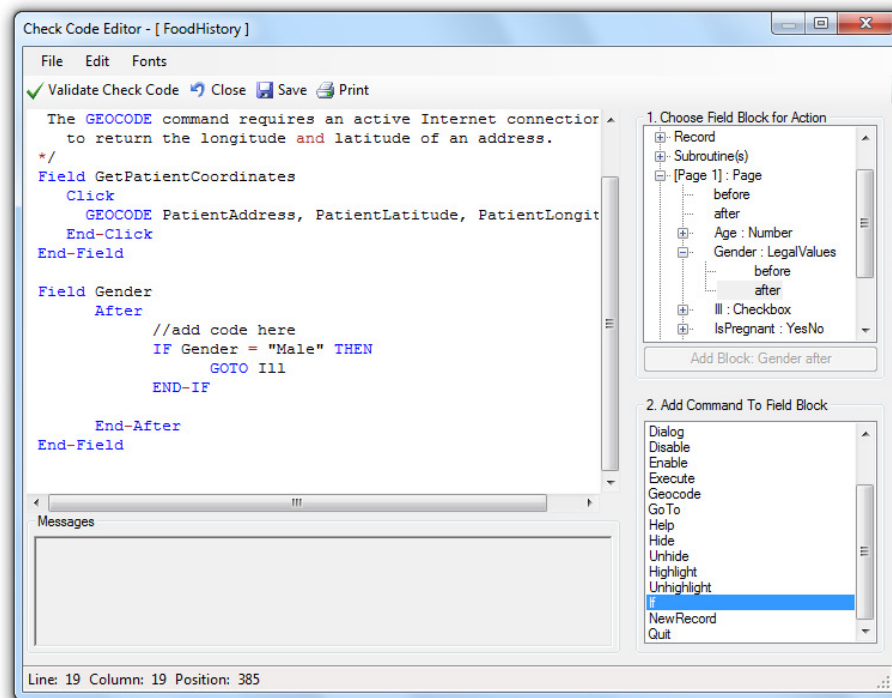 Check Code Editor - [ FoodHistory ]
File Edit Fonts
Validate Check Code Close Save Print
The GEOCODE command requires an active Internet connection
to return the longitude and latitude of an address.
*/
Field GetPatientCoordinates
Click
GEOCODE PatientAddress, PatientLatitude, PatientLongit
End-Click
End-Field
Field Gender
After
//add code here
IF Gender = "Male" THEN
GOTO Ill
END-IF
End-After
End-Field
Messages
1. Choose Field Block for Action
Record
Subroutine(s)
[Page 1] : Page
before
after
Age : Number
Gender : LegalValues
before
after
Ill : Checkbox
IsPregnant : YesNo
Add Block: Gender after
2. Add Command To Field Block
Dialog
Disable
Enable
Execute
Geocode
GoTo
Help
Hide
Unhide
Highlight
Unhighlight
If
NewRecord
Quit
Line: 19 Column: 19 Position: 385